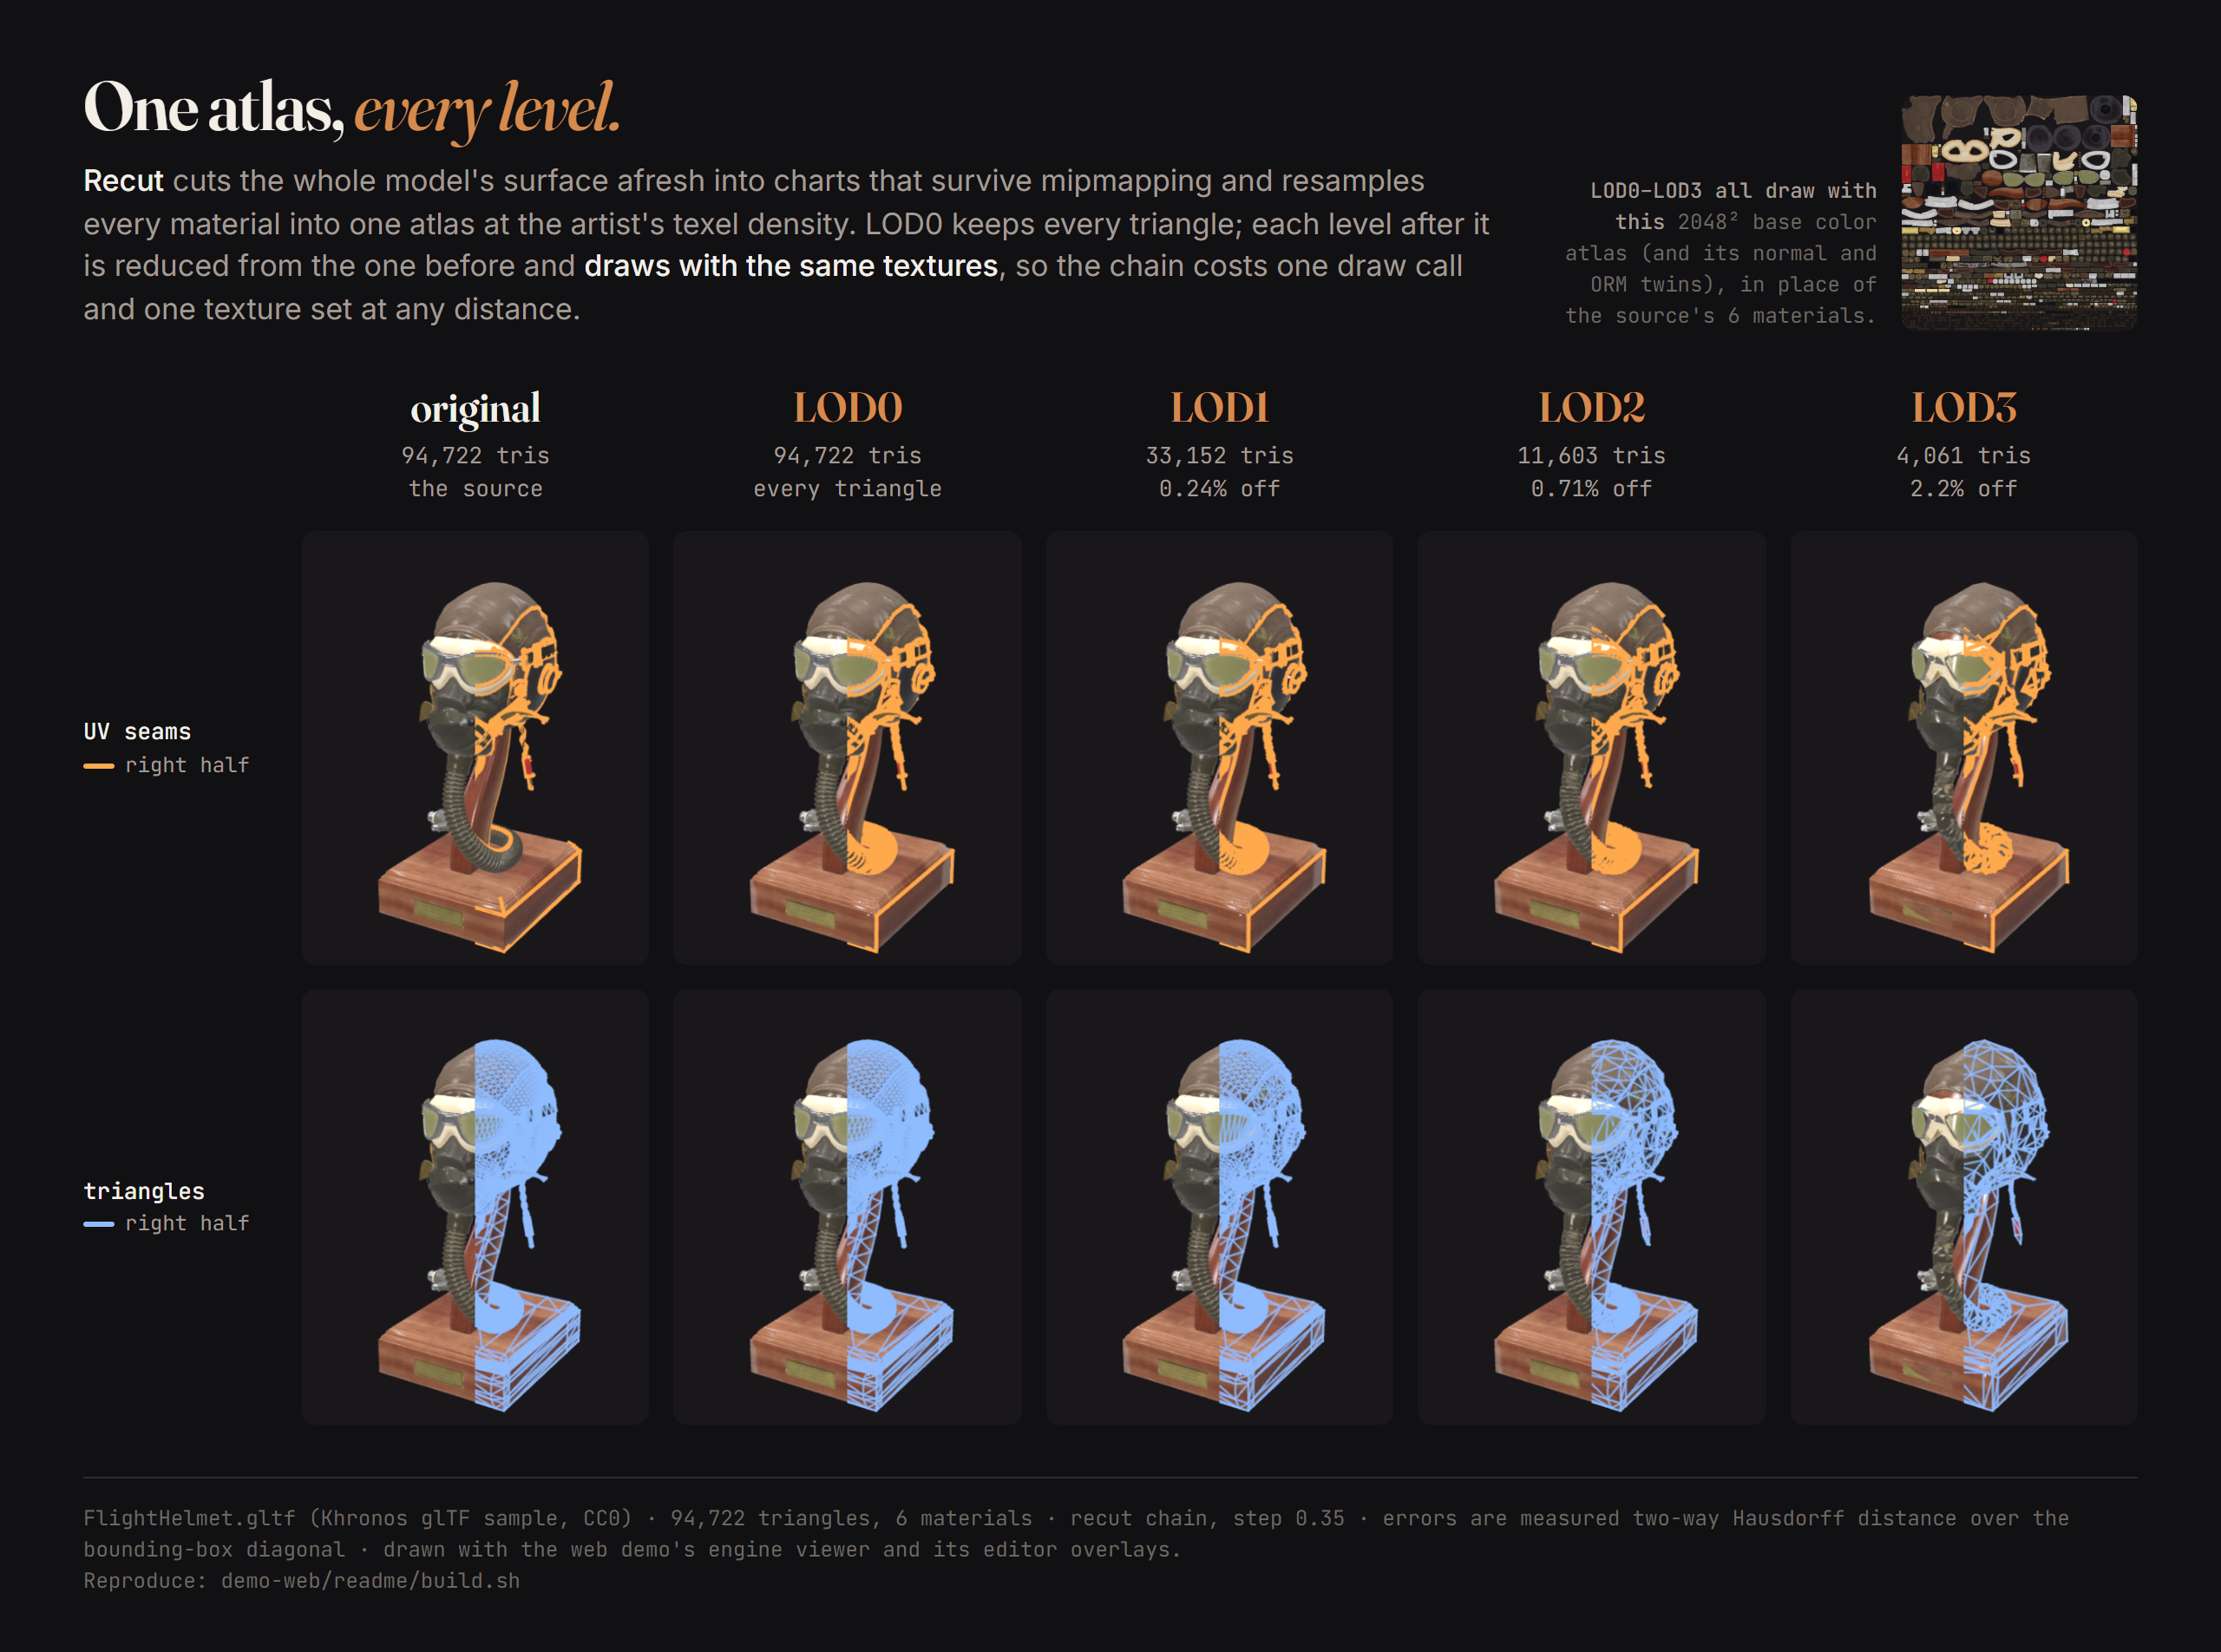 One atlas, every level.
Recut cuts the whole model's surface afresh into charts that survive mipmapping and resamples
every material into one atlas at the artist's texel density. LOD0 keeps every triangle; each level after it
is reduced from the one before and draws with the same textures, so the chain costs one draw call
and one texture set at any distance.
LOD0–LOD3 all draw with
this 2048² base color
atlas (and its normal and
ORM twins), in place of
the source's 6 materials.
original
94,722 tris
the source
LOD0
94,722 tris
every triangle
LOD1
33,152 tris
0.24% off
LOD2
11,603 tris
0.71% off
LOD3
4,061 tris
2.2% off
UV seams
right half
triangles
right half
FlightHelmet.gltf (Khronos glTF sample, CC0) · 94,722 triangles, 6 materials · recut chain, step 0.35 · errors are measured two-way Hausdorff distance over the
bounding-box diagonal · drawn with the web demo's engine viewer and its editor overlays.
Reproduce: demo-web/readme/build.sh